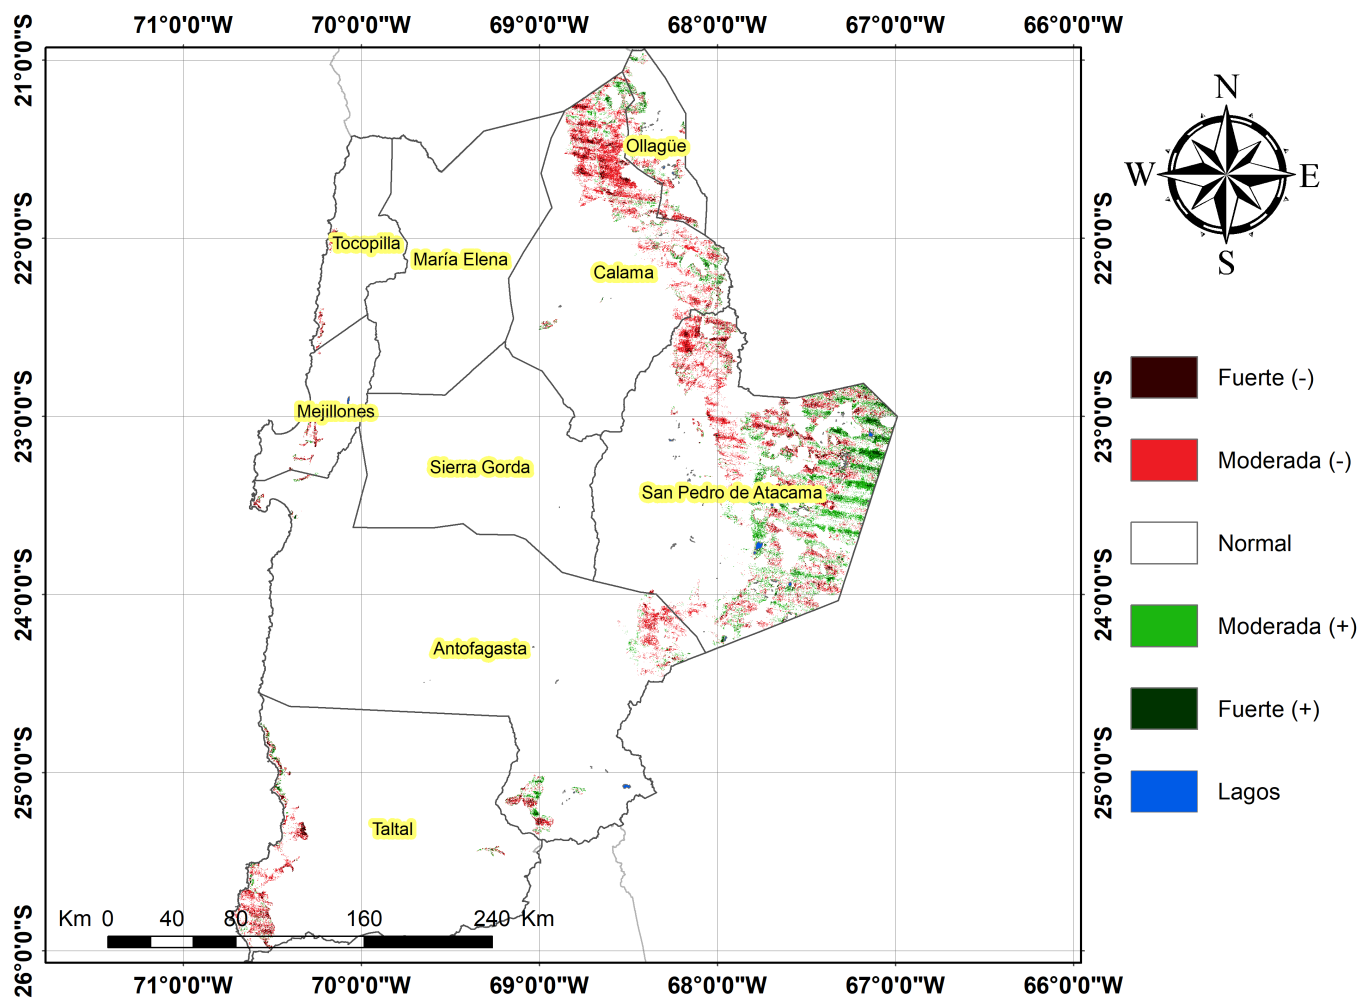 71°0'0"W 70°0'0"W 69°0'0"W 68°0'0"W 67°0'0"W 66°0'0"W
21°0'0"S
22°0'0"S
23°0'0"S
24°0'0"S
25°0'0"S
26°0'0"S
Ollagüe
Tocopilla
María Elena
Calama
Mejillones
Sierra Gorda
San Pedro de Atacama
Antofagasta
Taltal
Km 0 40 80 160 240 Km
71°0'0"W 70°0'0"W 69°0'0"W 68°0'0"W 67°0'0"W 66°0'0"W
N
W E
S
22°0'0"S
23°0'0"S
24°0'0"S
25°0'0"S
Fuerte (-)
Moderada (-)
Normal
Moderada (+)
Fuerte (+)
Lagos